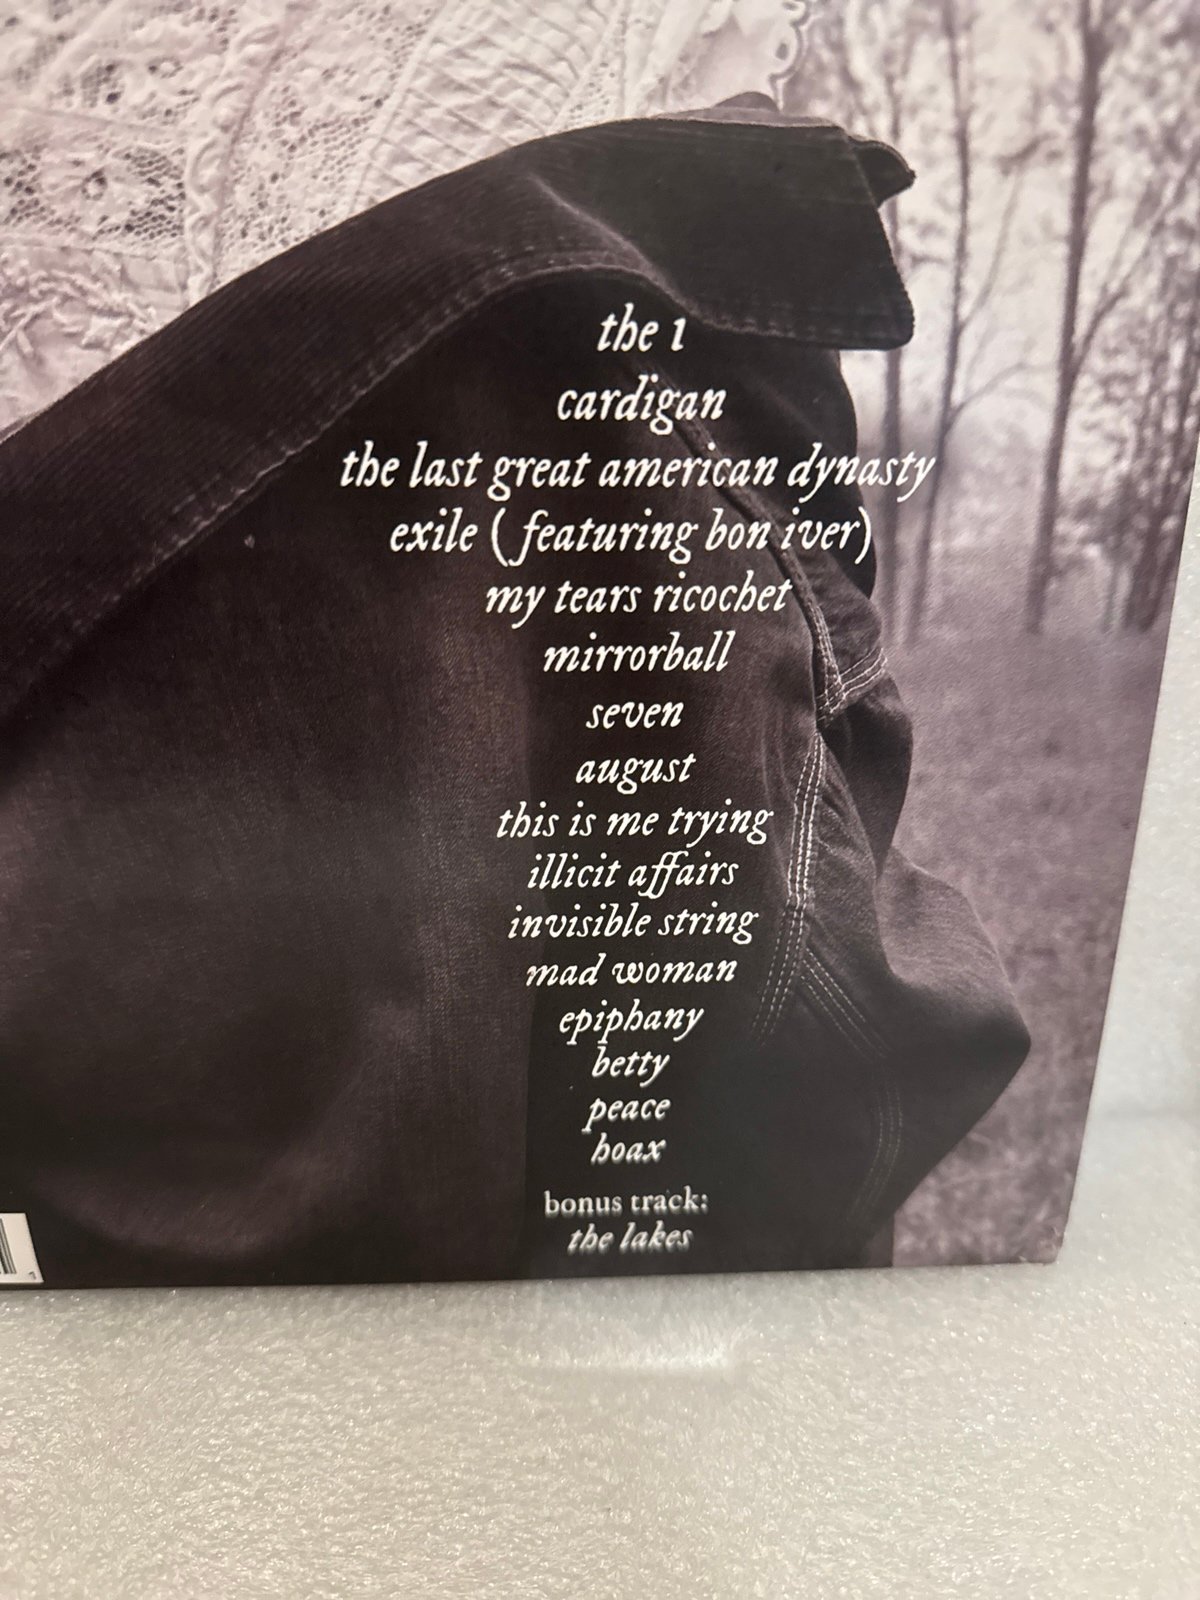 the 1
cardigan
the last great american dynasty
exile (featuring bon iver)
my tears ricochet
mirrorball
seven
august
this is me trying
illicit affairs
invisible string
mad woman
epiphany
betty
peace
hoax
bonus track:
the lakes